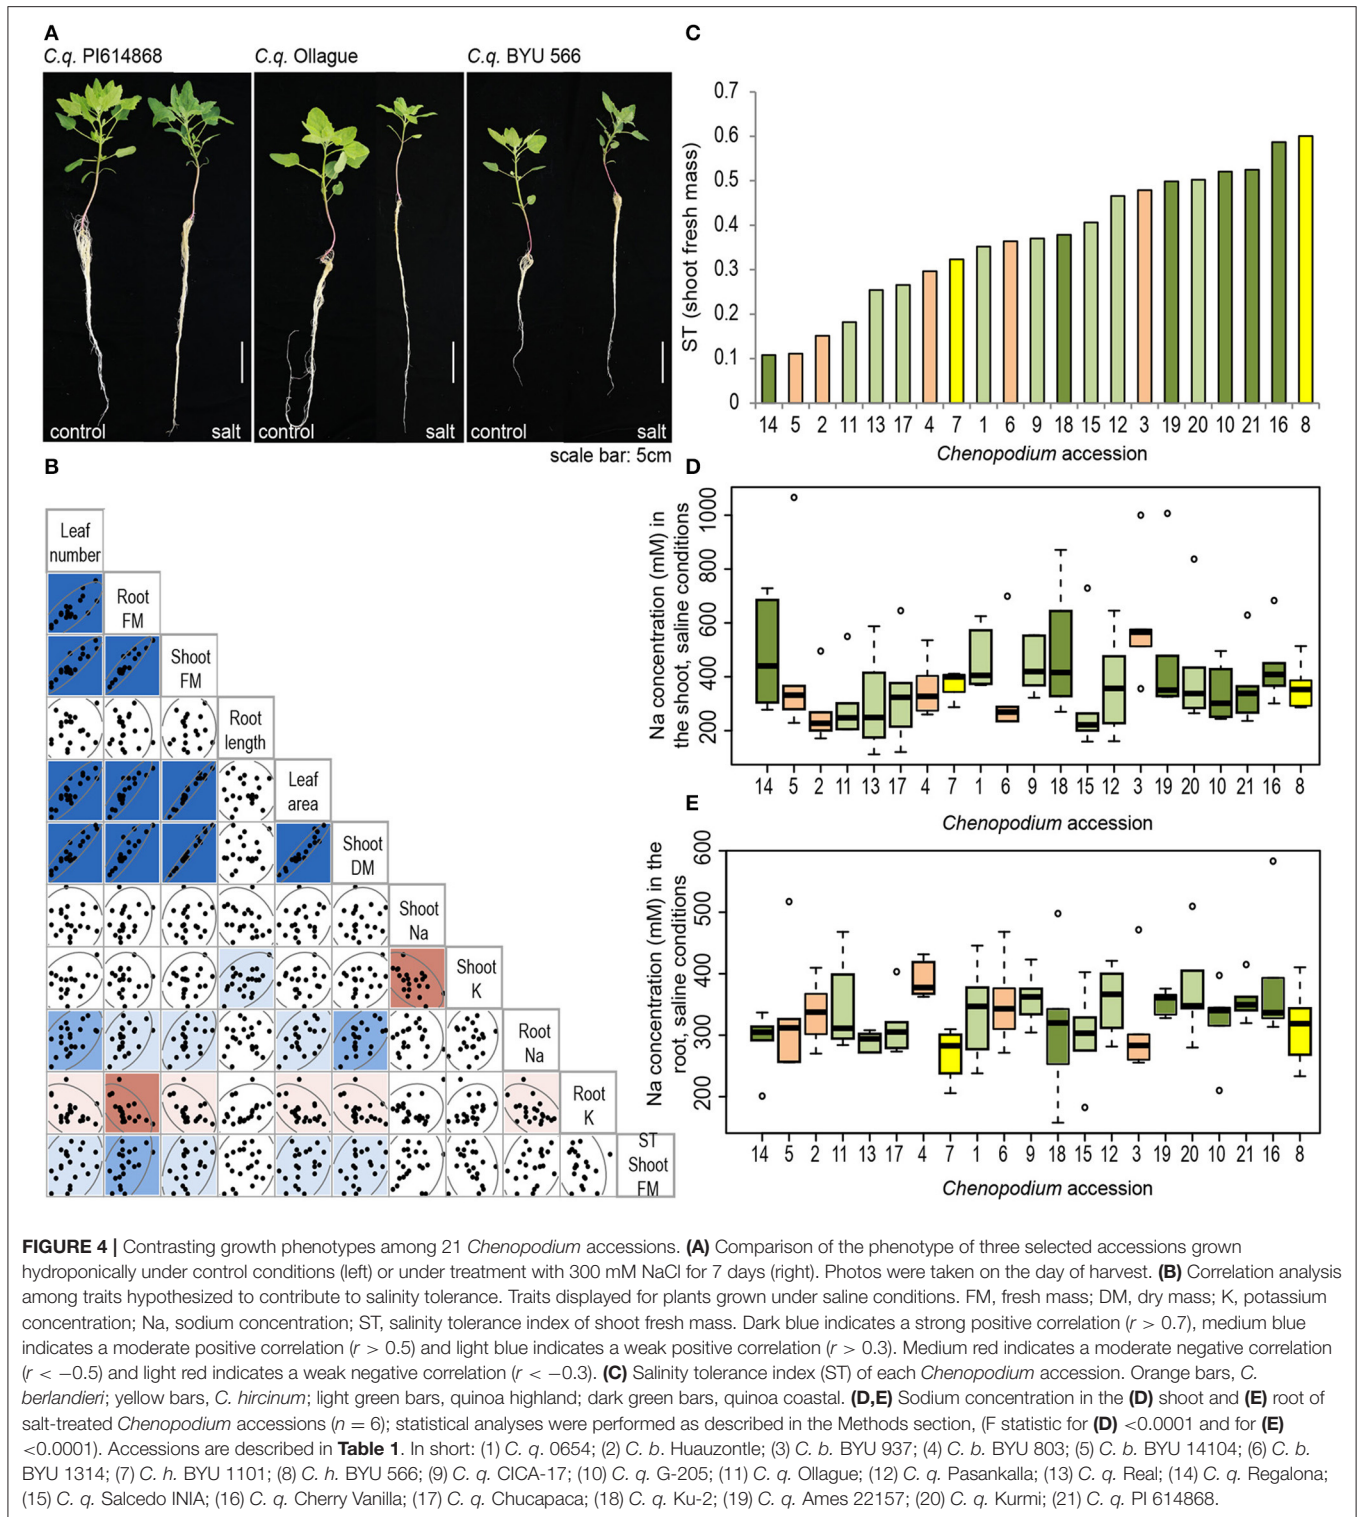 A
C.q. PI614868
C.q. Ollague
C.q. BYU 566
control
salt
control
salt
control
salt
scale bar: 5cm
B
Leaf
number
Root
FM
Shoot
FM
Root
length
Leaf
area
Shoot
DM
Shoot
Na
Shoot
K
Root
Na
Root
K
ST
Shoot
FM
C
ST (shoot fresh mass)
0.7
0.6
0.5
0.4
0.3
0.2
0.1
0
14 5 2 11 13 17 4 7 1 6 9 18 15 12 3 19 20 10 21 16 8
Chenopodium accession
D
Na concentration (mM) in
the shoot, saline conditions
1000
800
600
400
200
14 5 2 11 13 17 4 7 1 6 9 18 15 12 3 19 20 10 21 16 8
Chenopodium accession
E
Na concentration (mM) in the
root, saline conditions
600
500
400
300
200
14 5 2 11 13 17 4 7 1 6 9 18 15 12 3 19 20 10 21 16 8
Chenopodium accession
FIGURE 4 | Contrasting growth phenotypes among 21 Chenopodium accessions. (A) Comparison of the phenotype of three selected accessions grown
hydroponically under control conditions (left) or under treatment with 300 mM NaCl for 7 days (right). Photos were taken on the day of harvest. (B) Correlation analysis
among traits hypothesized to contribute to salinity tolerance. Traits displayed for plants grown under saline conditions. FM, fresh mass; DM, dry mass; K, potassium
concentration; Na, sodium concentration; ST, salinity tolerance index of shoot fresh mass. Dark blue indicates a strong positive correlation (r > 0.7), medium blue
indicates a moderate positive correlation (r > 0.5) and light blue indicates a weak positive correlation (r > 0.3). Medium red indicates a moderate negative correlation
(r < −0.5) and light red indicates a weak negative correlation (r < −0.3). (C) Salinity tolerance index (ST) of each Chenopodium accession. Orange bars, C.
berlandieri; yellow bars, C. hircinum; light green bars, quinoa highland; dark green bars, quinoa coastal. (D,E) Sodium concentration in the (D) shoot and (E) root of
salt-treated Chenopodium accessions (n = 6); statistical analyses were performed as described in the Methods section, (F statistic for (D) <0.0001 and for (E)
<0.0001). Accessions are described in Table 1. In short: (1) C. q. 0654; (2) C. b. Huauzontle; (3) C. b. BYU 937; (4) C. b. BYU 803; (5) C. b. BYU 14104; (6) C. b.
BYU 1314; (7) C. h. BYU 1101; (8) C. h. BYU 566; (9) C. q. CICA-17; (10) C. q. G-205; (11) C. q. Ollague; (12) C. q. Pasankalla; (13) C. q. Real; (14) C. q. Regalona;
(15) C. q. Salcedo INIA; (16) C. q. Cherry Vanilla; (17) C. q. Chucapaca; (18) C. q. Ku-2; (19) C. q. Ames 22157; (20) C. q. Kurmi; (21) C. q. PI 614868.